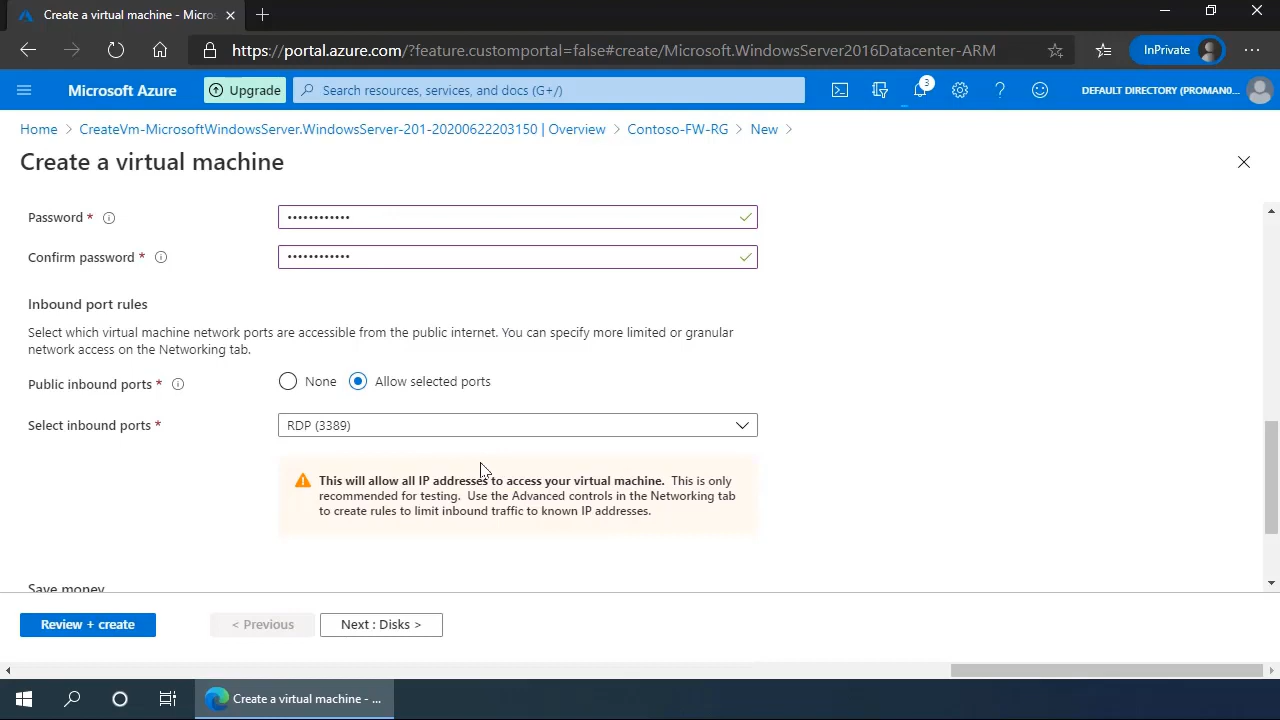 Create a virtual machine - Micros
https://portal.azure.com/?feature.customportal=false#create/Microsoft.WindowsServer2016Datacenter-ARM
InPrivate
Microsoft Azure
Upgrade
Search resources, services, and docs (G+/)
3
DEFAULT DIRECTORY (PROMAN0...
Home > CreateVm-MicrosoftWindowsServer.WindowsServer-201-20200622203150 | Overview > Contoso-FW-RG > New >
Create a virtual machine
Password *
••••••••••••
Confirm password *
••••••••••••
Inbound port rules
Select which virtual machine network ports are accessible from the public internet. You can specify more limited or granular
network access on the Networking tab.
Public inbound ports *
None
Allow selected ports
Select inbound ports *
RDP (3389)
This will allow all IP addresses to access your virtual machine. This is only
recommended for testing. Use the Advanced controls in the Networking tab
to create rules to limit inbound traffic to known IP addresses.
Save money
Review + create
< Previous
Next : Disks >
Create a virtual machine - ...